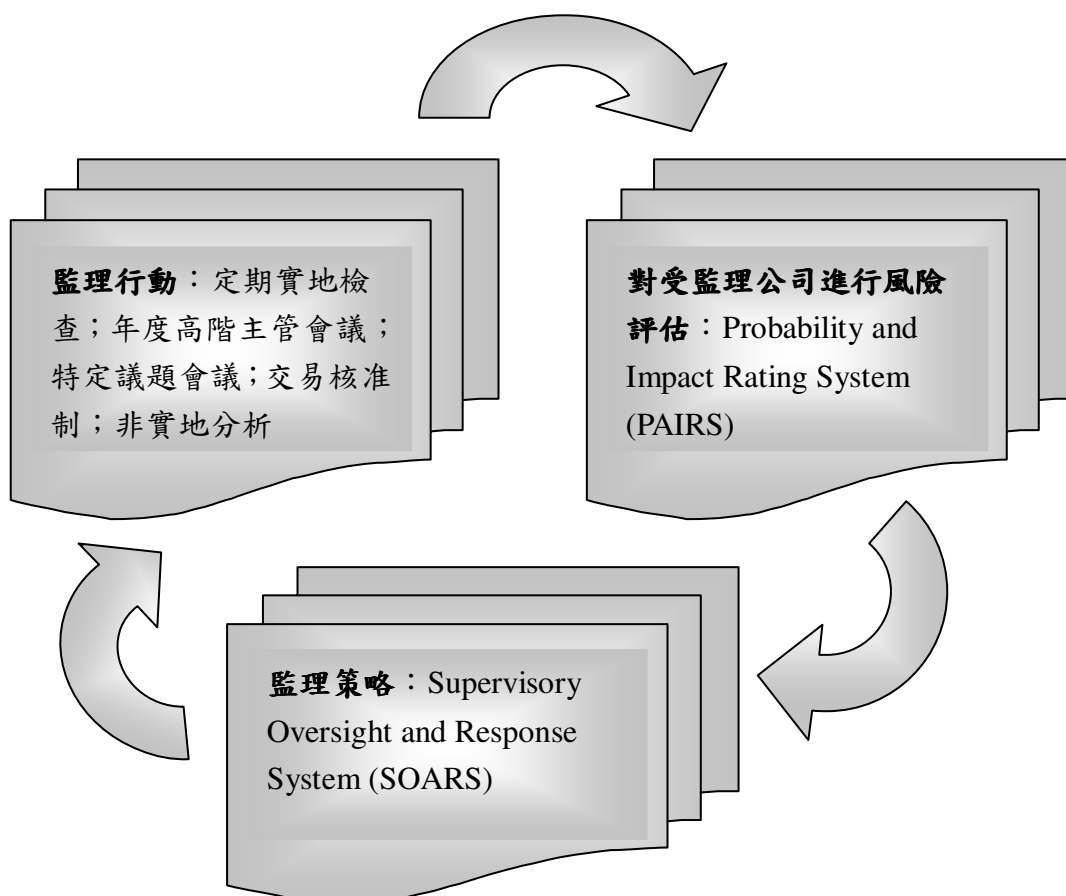 監理行動：定期實地檢
查；年度高階主管會議；
特定議題會議；交易核准
制；非實地分析
對受監理公司進行風險
評估：Probability and
Impact Rating System
(PAIRS)
監理策略：Supervisory
Oversight and Response
System (SOARS)